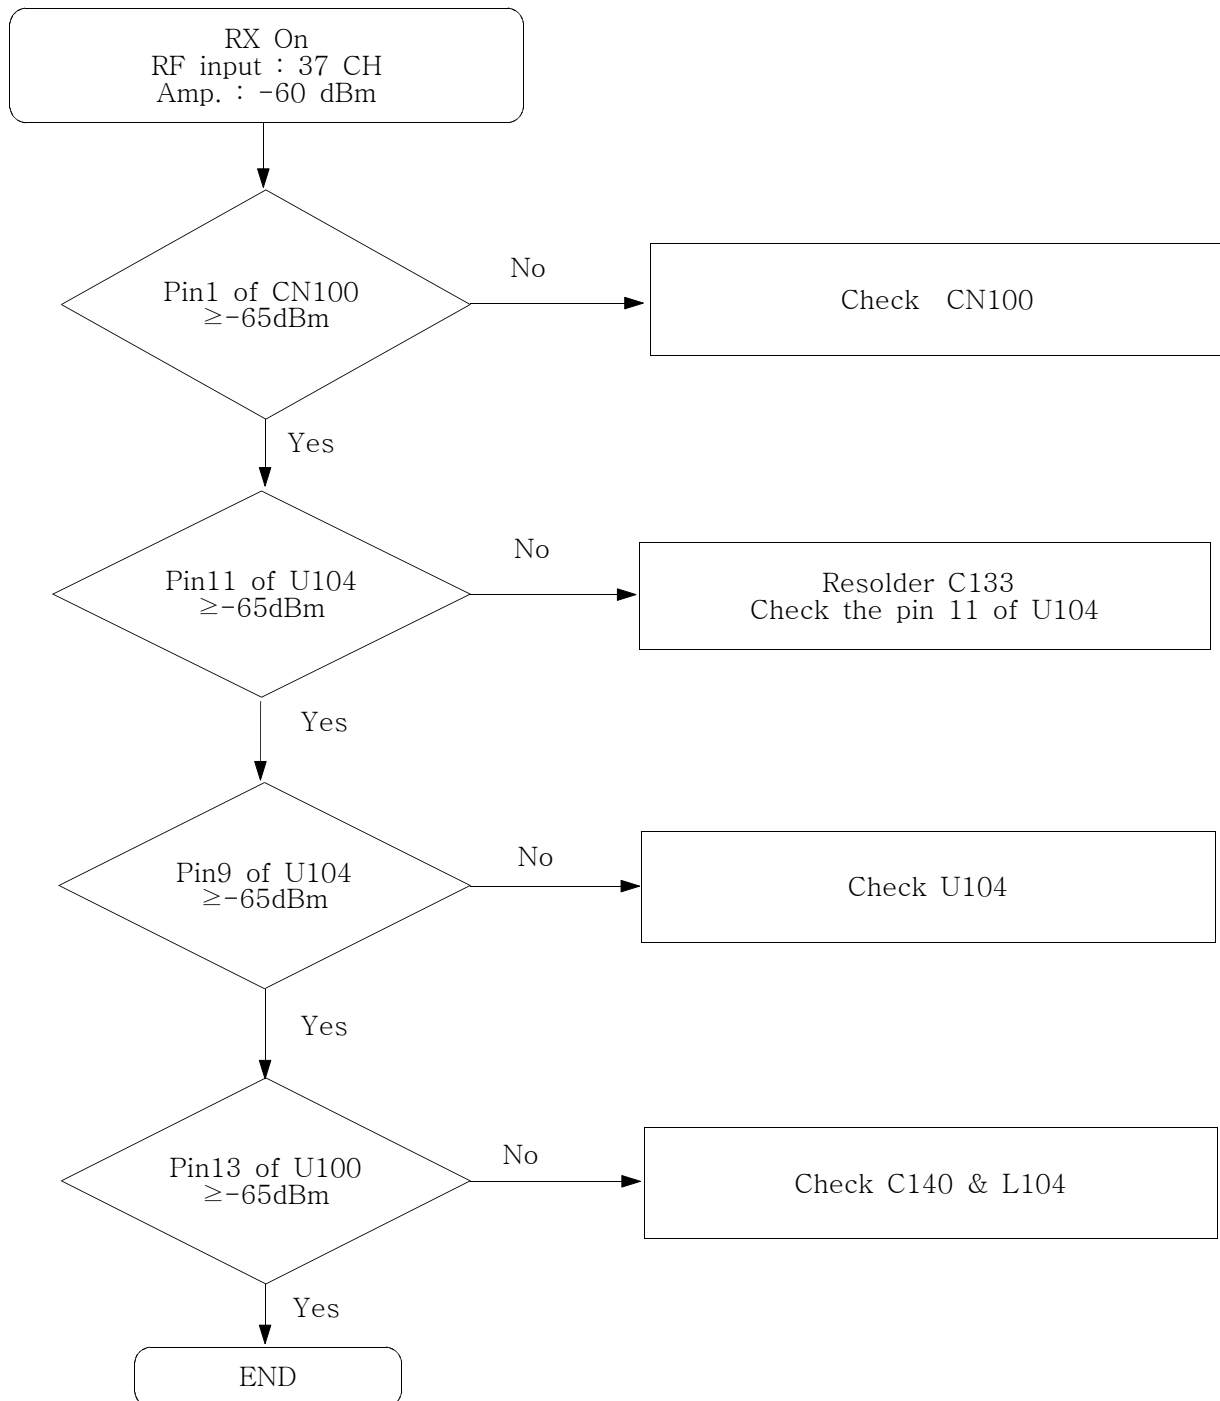 RX On
RF input : 37 CH
Amp. : -60 dBm
Pin1 of CN100
≥-65dBm
No
Check CN100
Yes
Pin11 of U104
≥-65dBm
No
Resolder C133
Check the pin 11 of U104
Yes
Pin9 of U104
≥-65dBm
No
Check U104
Yes
Pin13 of U100
≥-65dBm
No
Check C140 & L104
Yes
END